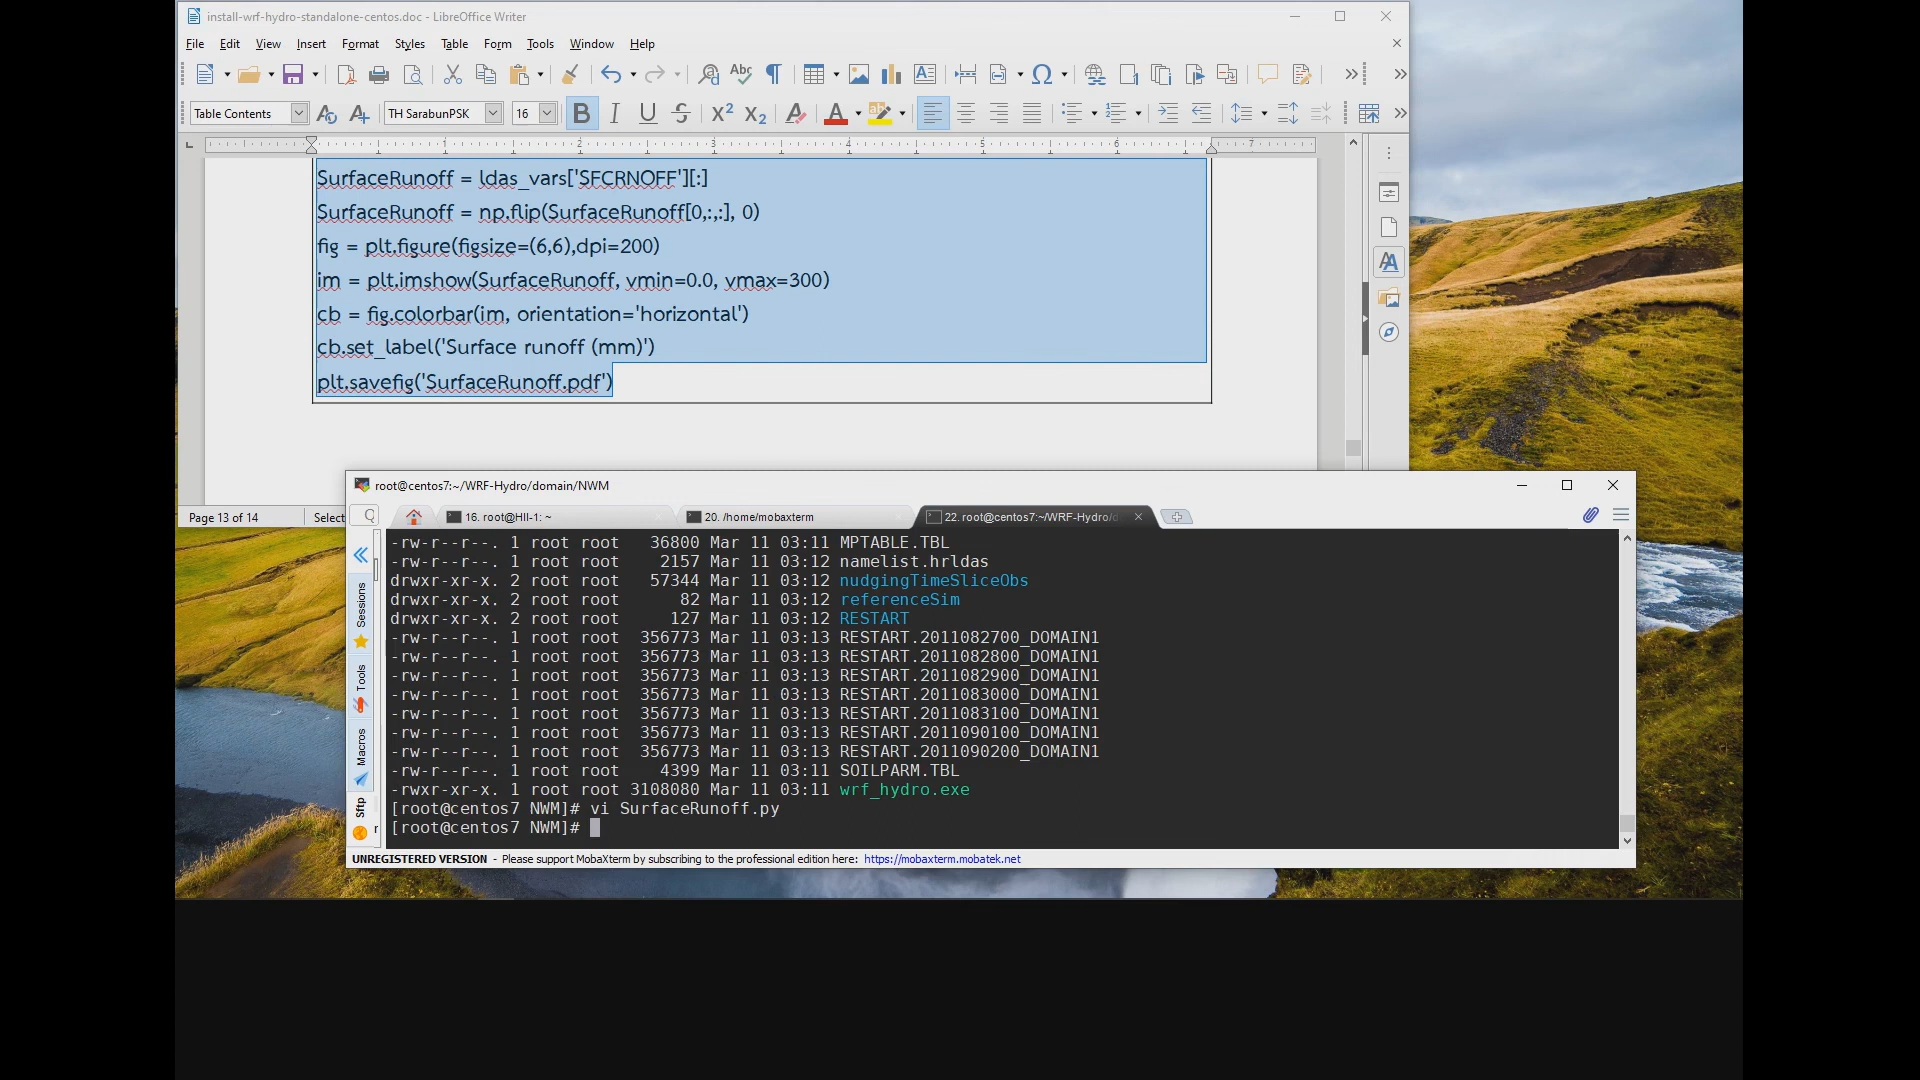 install-wrf-hydro-standalone-centos.doc - LibreOffice Writer
File Edit View Insert Format Styles Table Form Tools Window Help
Table Contents TH SarabunPSK 16
1 2 3 4 5 6 7
SurfaceRunoff = ldas_vars['SFCRNOFF'][:]
SurfaceRunoff = np.flip(SurfaceRunoff[0,:,:], 0)
fig = plt.figure(figsize=(6,6),dpi=200)
im = plt.imshow(SurfaceRunoff, vmin=0.0, vmax=300)
cb = fig.colorbar(im, orientation='horizontal')
cb.set_label('Surface runoff (mm)')
plt.savefig('SurfaceRunoff.pdf')
Page 13 of 14 Select
root@centos7:~/WRF-Hydro/domain/NWM
16. root@HII-1: ~ 20. /home/mobaxterm 22. root@centos7:~/WRF-Hydro/d
-rw-r--r--. 1 root root 36800 Mar 11 03:11 MPTABLE.TBL
-rw-r--r--. 1 root root 2157 Mar 11 03:12 namelist.hrldas
drwxr-xr-x. 2 root root 57344 Mar 11 03:12 nudgingTimeSliceObs
drwxr-xr-x. 2 root root 82 Mar 11 03:12 referenceSim
drwxr-xr-x. 2 root root 127 Mar 11 03:12 RESTART
-rw-r--r--. 1 root root 356773 Mar 11 03:13 RESTART.2011082700_DOMAIN1
-rw-r--r--. 1 root root 356773 Mar 11 03:13 RESTART.2011082800_DOMAIN1
-rw-r--r--. 1 root root 356773 Mar 11 03:13 RESTART.2011082900_DOMAIN1
-rw-r--r--. 1 root root 356773 Mar 11 03:13 RESTART.2011083000_DOMAIN1
-rw-r--r--. 1 root root 356773 Mar 11 03:13 RESTART.2011083100_DOMAIN1
-rw-r--r--. 1 root root 356773 Mar 11 03:13 RESTART.2011090100_DOMAIN1
-rw-r--r--. 1 root root 356773 Mar 11 03:13 RESTART.2011090200_DOMAIN1
-rw-r--r--. 1 root root 4399 Mar 11 03:11 SOILPARM.TBL
-rwxr-xr-x. 1 root root 3108080 Mar 11 03:11 wrf_hydro.exe
[root@centos7 NWM]# vi SurfaceRunoff.py
[root@centos7 NWM]#
Sessions
Tools
Macros
Sftp
UNREGISTERED VERSION - Please support MobaXterm by subscribing to the professional edition here: https://mobaxterm.mobatek.net